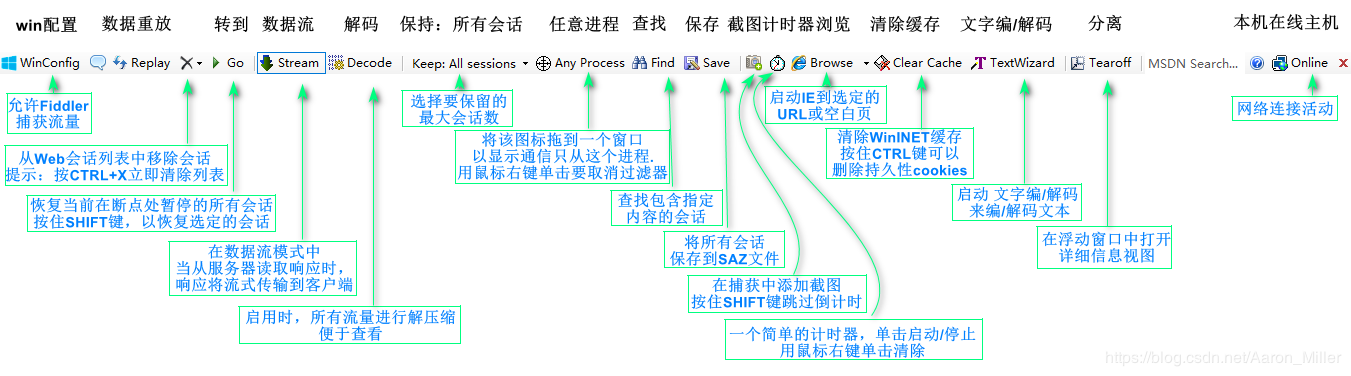 win配置 数据重放 转到 数据流 解码 保持：所有会话 任意进程 查找 保存 截图计时器浏览 清除缓存 文字编/解码 分离 本机在线主机
WinConfig Replay Go Stream Decode Keep: All sessions Any Process Find Save Browse Clear Cache TextWizard Tearoff MSDN Search... Online
允许Fiddler
捕获流量
从Web会话列表中移除会话
提示：按CTRL+X立即清除列表
恢复当前在断点处暂停的所有会话
按住SHIFT键，以恢复选定的会话
在数据流模式中
当从服务器读取响应时，
响应将流式传输到客户端
启用时，所有流量进行解压缩
便于查看
选择要保留的
最大会话数
将该图标拖到一个窗口
以显示通信只从这个进程.
用鼠标右键单击要取消过滤器
查找包含指定
内容的会话
将所有会话
保存到SAZ文件
在捕获中添加截图
按住SHIFT键跳过倒计时
一个简单的计时器，单击启动/停止
用鼠标右键单击清除
启动IE到选定的
URL或空白页
清除WinINET缓存
按住CTRL键可以
删除持久性cookies
启动 文字编/解码
来编/解码文本
在浮动窗口中打开
详细信息视图
网络连接活动
https://blog.csdn.net/Aaron_Miller